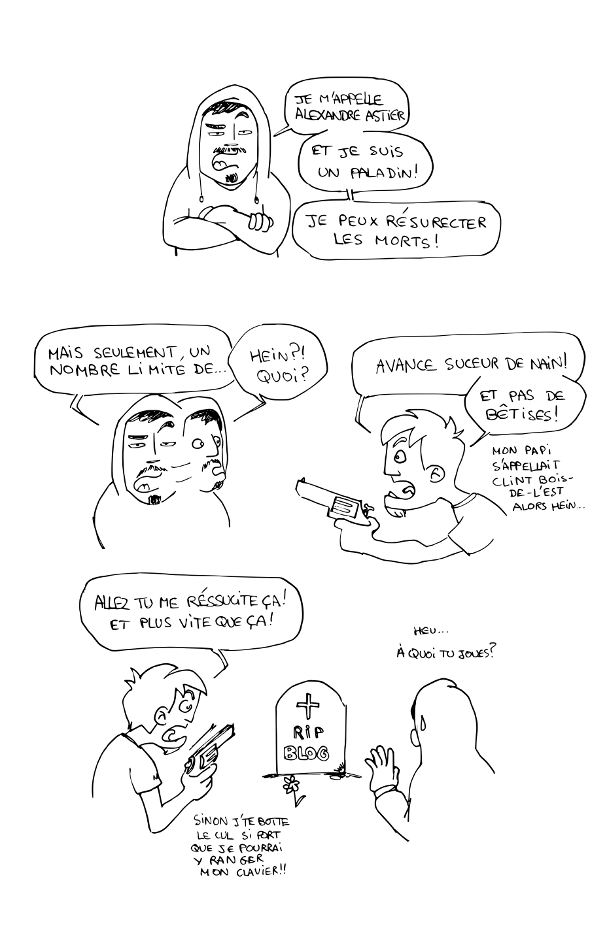 JE M'APPELLE
ALEXANDRE ASTIER
ET JE SUIS
UN PALADIN!
JE PEUX RÉSURECTER
LES MORTS!
MAIS SEULEMENT, UN
NOMBRE LIMITE DE...
HEIN?!
QUOI?
AVANCE SUCEUR DE NAIN!
ET PAS DE
BÊTISES!
MON PAPI
S'APPELLAIT
CLINT BOIS-
DE-L'EST
ALORS HEIN...
ALLEZ TU ME RÉSSUCITE ÇA!
ET PLUS VITE QUE ÇA!
HEU...
À QUOI TU JOUES?
RIP
BLOG
SINON J'TE BOTTE
LE CUL SI FORT
QUE JE POURRAI
Y RANGER
MON CLAVIER!!